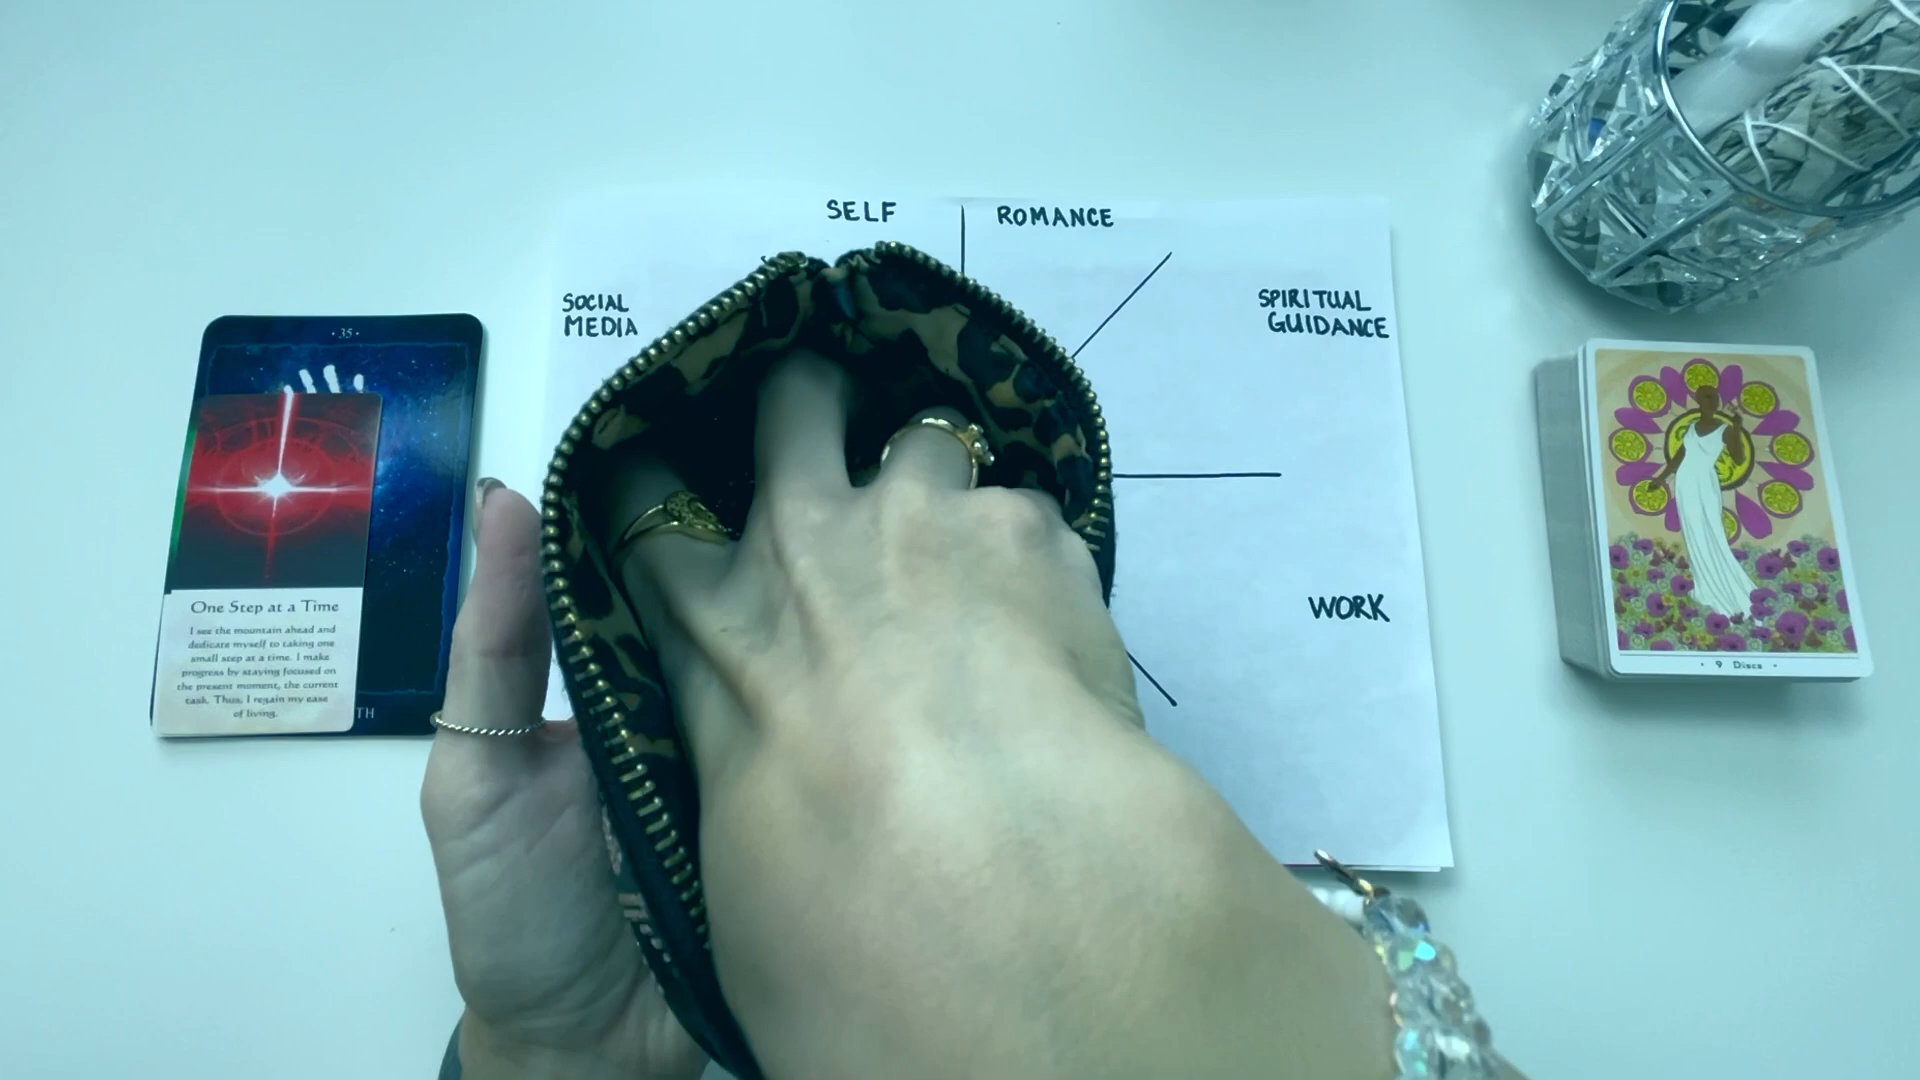 SELF
ROMANCE
SOCIAL
MEDIA
SPIRITUAL
GUIDANCE
WORK
· 35 ·
TH
One Step at a Time
I see the mountain ahead and
dedicate myself to taking one
small step at a time. I make
progress by staying focused on
the present moment, the current
task. Thus, I regain my ease
of living.
· 9 Discs ·